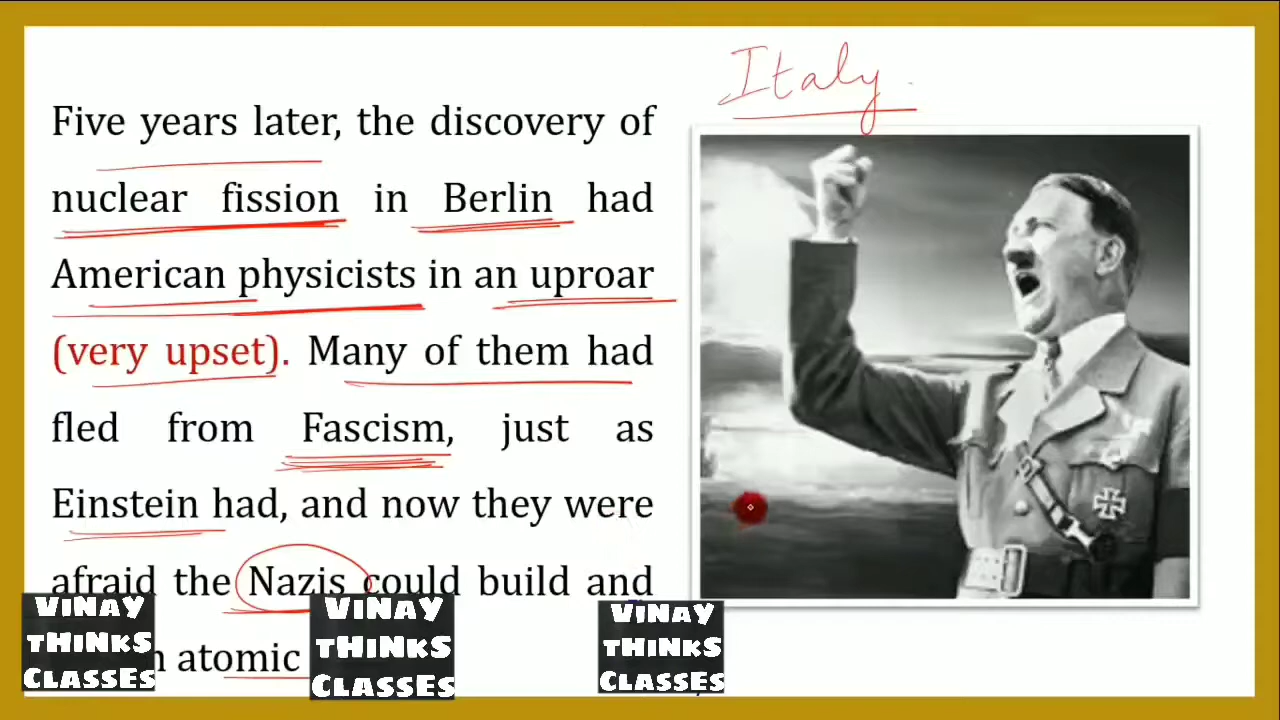 Italy.
Five years later, the discovery of
nuclear fission in Berlin had
American physicists in an uproar
(very upset). Many of them had
fled from Fascism, just as
Einstein had, and now they were
afraid the Nazis could build and
atomic
VINAY
THINKS
CLASSES
VINAY
THINKS
CLASSES
VINAY
THINKS
CLASSES